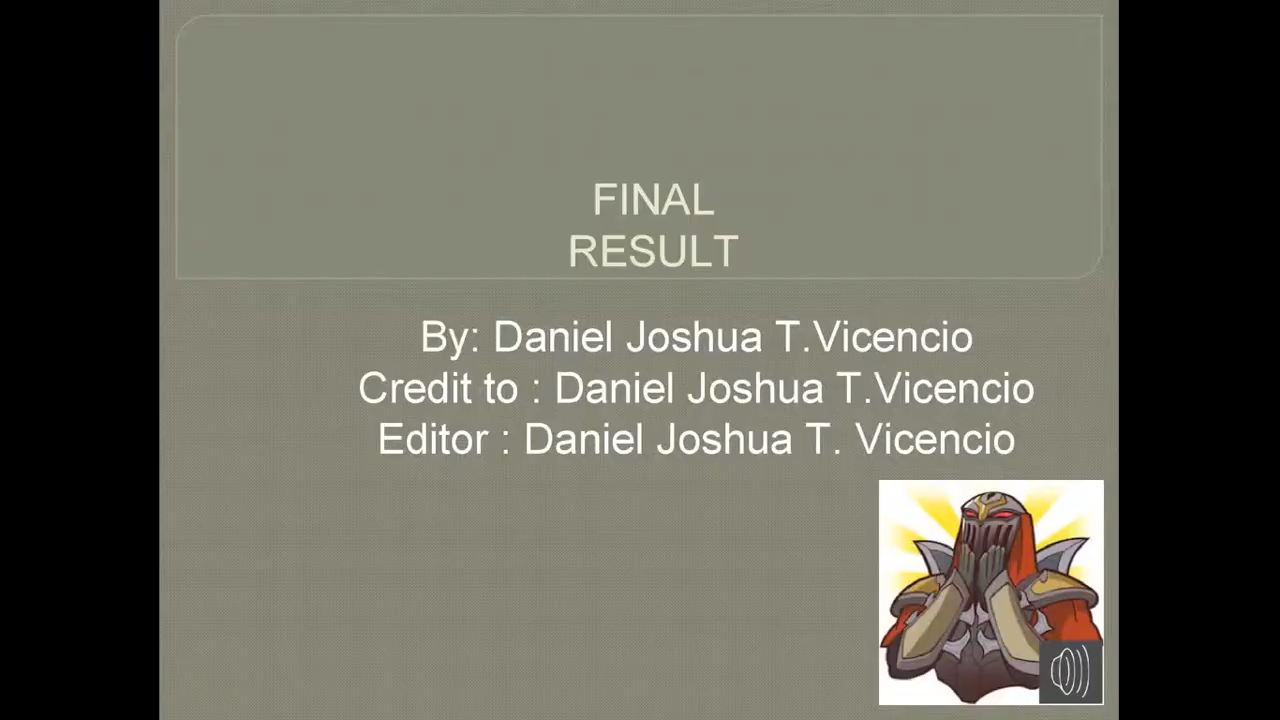 FINAL
RESULT
By: Daniel Joshua T.Vicencio
Credit to : Daniel Joshua T.Vicencio
Editor : Daniel Joshua T. Vicencio